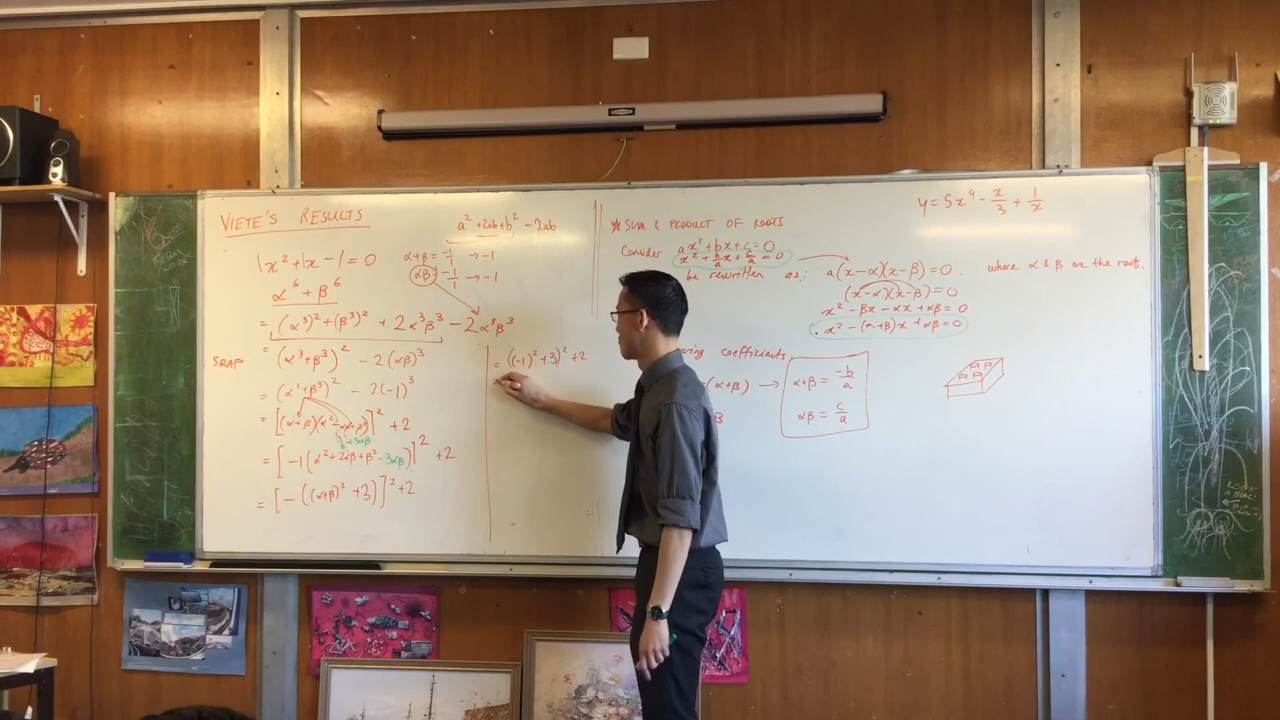 VIETE'S RESULTS
a² + 2ab + b² - 2ab
1x² + 1x - 1 = 0
α + β = -1/1 → -1
αβ = -1/1 → -1
α⁶ + β⁶
= (α³)² + (β³)² + 2α³β³ - 2α³β³
= (α³ + β³)² - 2(αβ)³
= (α³ + β³)² - 2(-1)³
= [(α + β)(α² - αβ + β²)]² + 2
+3αβ
= [-1(α² + 2αβ + β² - 3αβ)]² + 2
= [-((α+β)² + 3)]² + 2
= ((-1)² + 3)² + 2
=
* SUM & PRODUCT OF ROOTS
Consider ax² + bx + c = 0
x² + b/a x + c/a = 0
be rewritten as: a(x-α)(x-β) = 0. where α & β are the roots.
(x-α)(x-β) = 0
x² - βx - αx + αβ = 0
x² - (α+β)x + αβ = 0
coefficients
(α+β) → α+β = -b/a
αβ = c/a
y = 5x⁴ - x/3 + 1/x